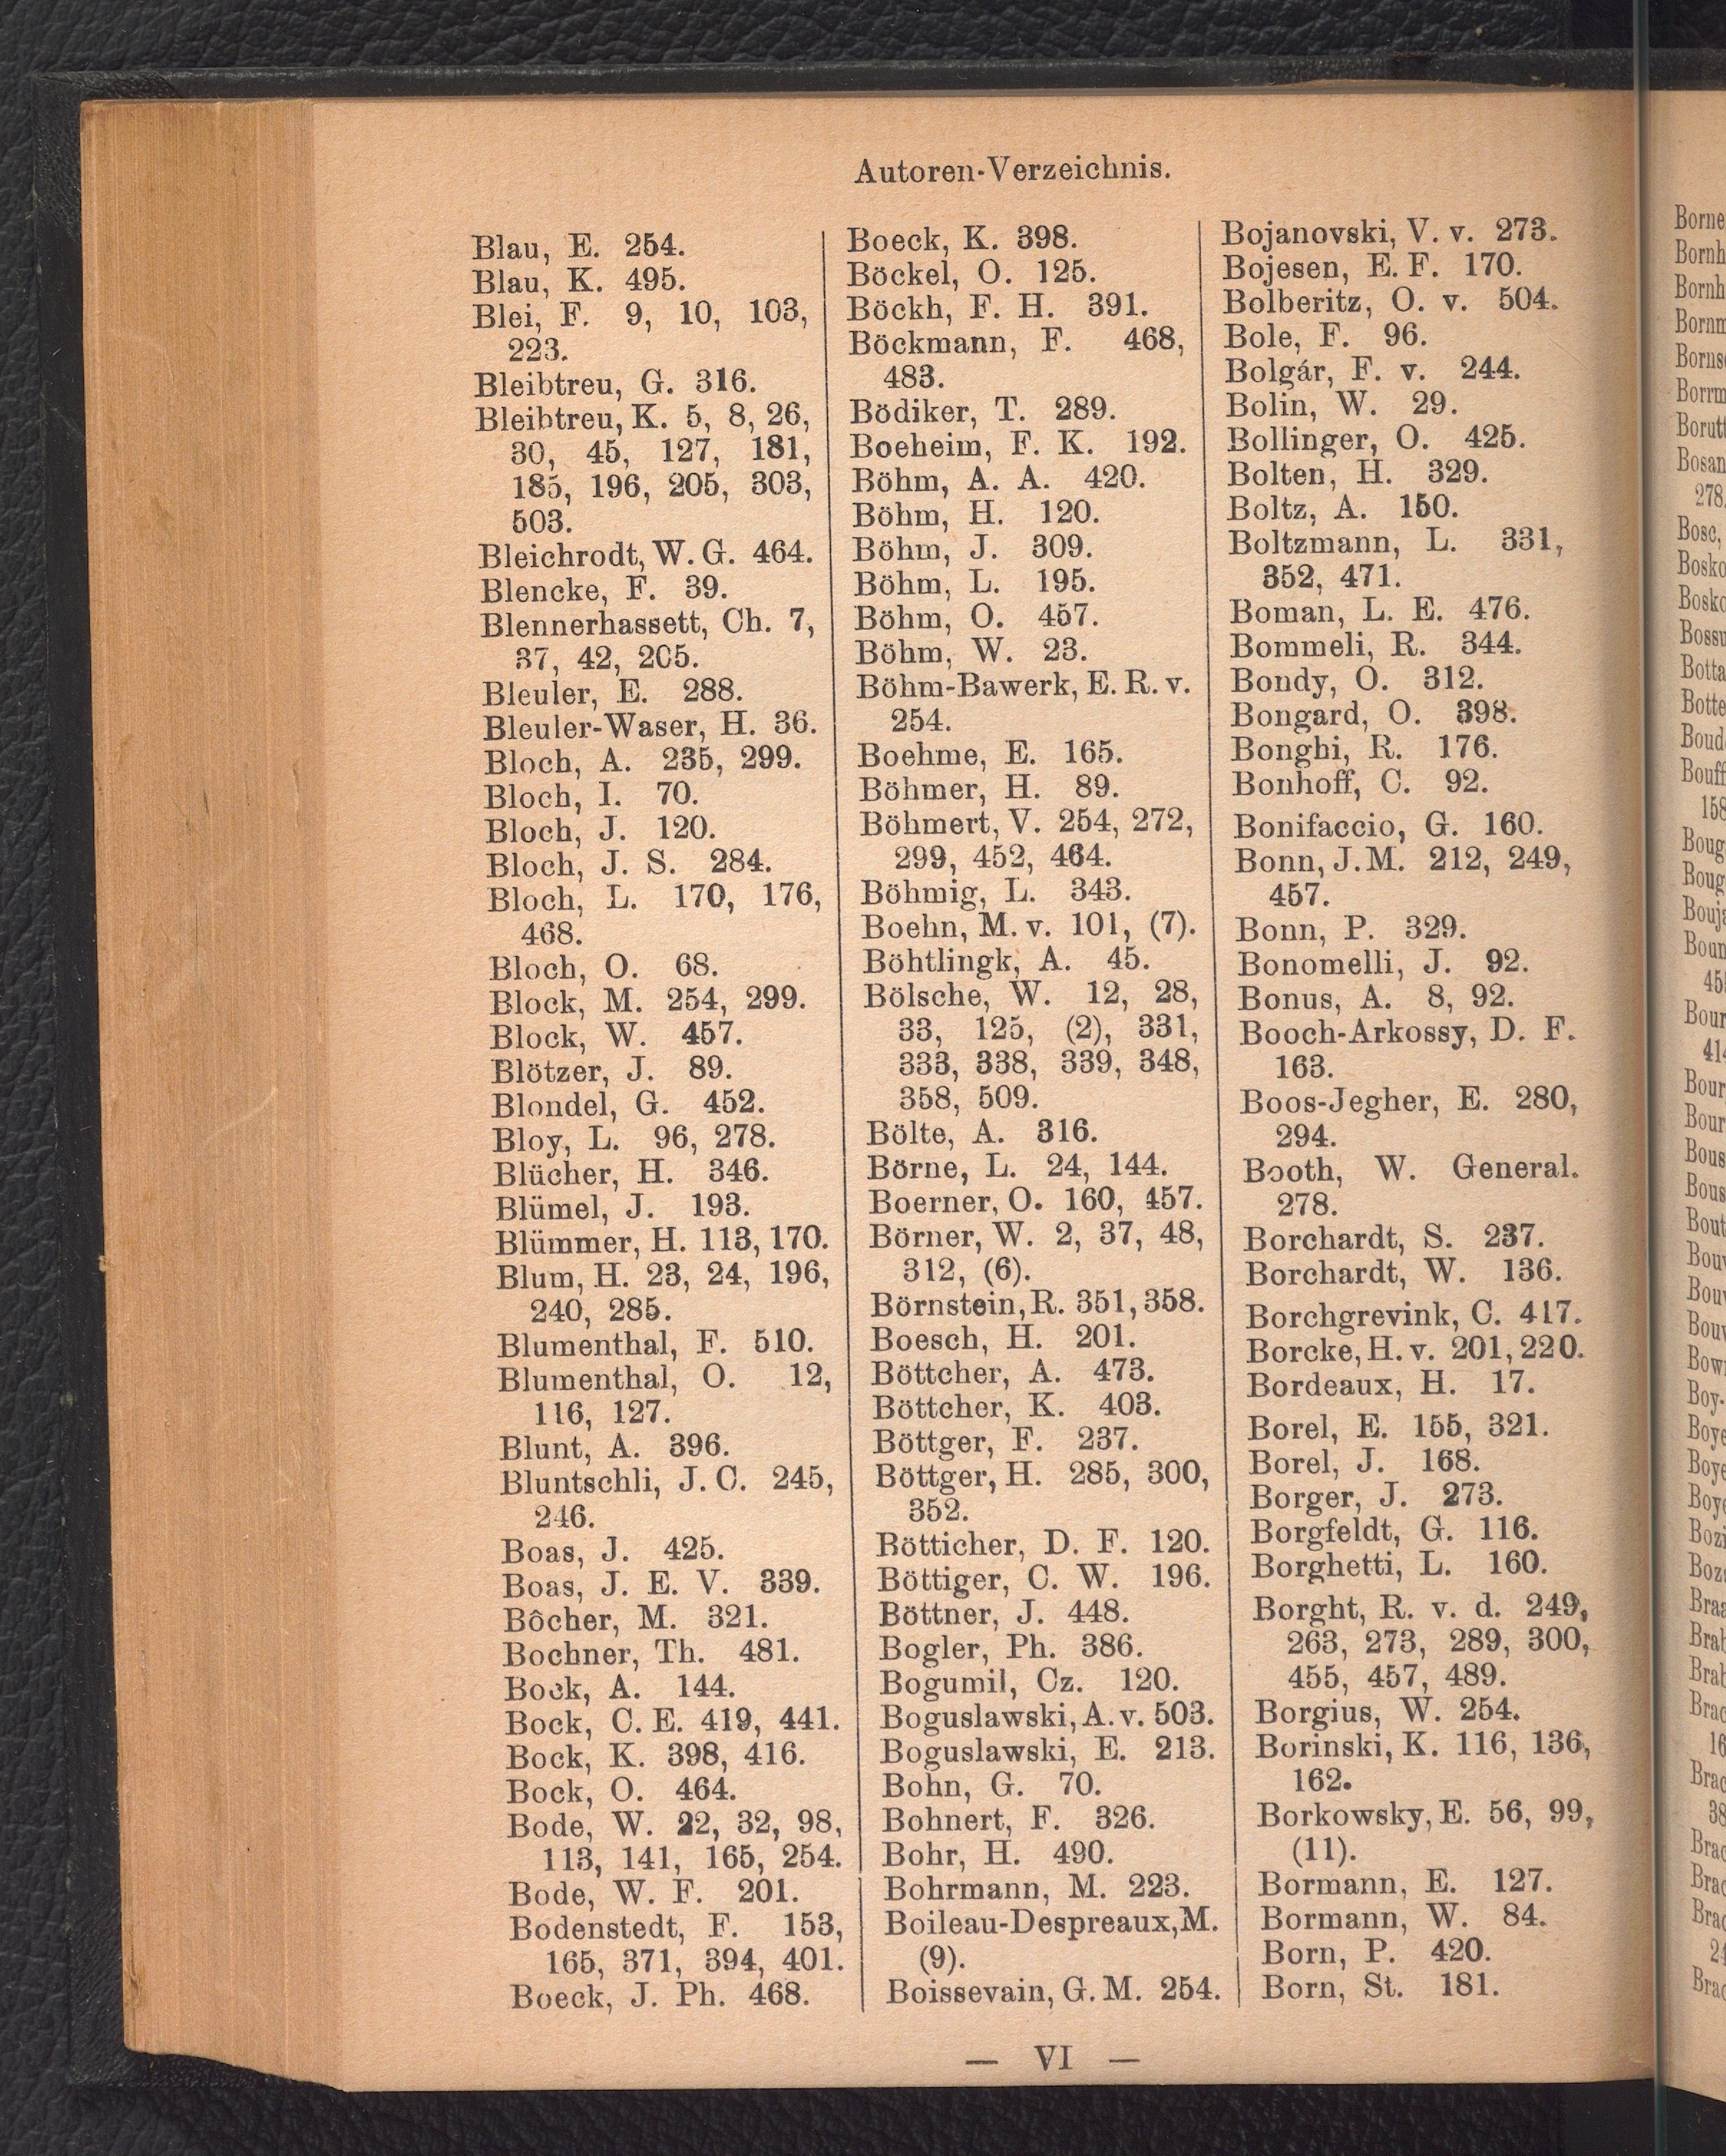 Autoren-Verzeichnis.
Blau, E. 254.
Blau, K. 495.
Blei, F. 9, 10, 103,
223.
Bleibtreu, G. 316.
Bleibtreu, K. 5, 8, 26,
30, 45, 127, 181,
185, 196, 205, 303,
503.
Bleichrodt, W. G. 464.
Blencke, F. 39.
Blennerhassett, Ch. 7,
37, 42, 205.
Bleuler, E. 288.
Bleuler-Waser, H. 36.
Bloch, A. 235, 299.
Bloch, I. 70.
Bloch, J. 120.
Bloch, J. S. 284.
Bloch, L. 170, 176,
468.
Bloch, O. 68.
Block, M. 254, 299.
Block, W. 457.
Blötzer, J. 89.
Blondel, G. 452.
Bloy, L. 96, 278.
Blücher, H. 346.
Blümel, J. 193.
Blümmer, H. 113, 170.
Blum, H. 23, 24, 196,
240, 285.
Blumenthal, F. 510.
Blumenthal, O. 12,
116, 127.
Blunt, A. 396.
Bluntschli, J. C. 245,
246.
Boas, J. 425.
Boas, J. E. V. 339.
Bôcher, M. 321.
Bochner, Th. 481.
Bock, A. 144.
Bock, C. E. 419, 441.
Bock, K. 398, 416.
Bock, O. 464.
Bode, W. 22, 32, 98,
113, 141, 165, 254.
Bode, W. F. 201.
Bodenstedt, F. 153,
165, 371, 394, 401.
Boeck, J. Ph. 468.
Boeck, K. 398.
Böckel, O. 125.
Böckh, F. H. 391.
Böckmann, F. 468,
483.
Bödiker, T. 289.
Boeheim, F. K. 192.
Böhm, A. A. 420.
Böhm, H. 120.
Böhm, J. 309.
Böhm, L. 195.
Böhm, O. 457.
Böhm, W. 23.
Böhm-Bawerk, E. R. v.
254.
Boehme, E. 165.
Böhmer, H. 89.
Böhmert, V. 254, 272,
299, 452, 464.
Böhmig, L. 343.
Boehn, M. v. 101, (7).
Böhtlingk, A. 45.
Bölsche, W. 12, 28,
33, 125, (2), 331,
333, 338, 339, 348,
358, 509.
Bölte, A. 316.
Börne, L. 24, 144.
Boerner, O. 160, 457.
Börner, W. 2, 37, 48,
312, (6).
Börnstein, R. 351, 358.
Boesch, H. 201.
Böttcher, A. 473.
Böttcher, K. 403.
Böttger, F. 237.
Böttger, H. 285, 300,
352.
Bötticher, D. F. 120.
Böttiger, C. W. 196.
Böttner, J. 448.
Bogler, Ph. 386.
Bogumil, Cz. 120.
Boguslawski, A. v. 503.
Boguslawski, E. 213.
Bohn, G. 70.
Bohnert, F. 326.
Bohr, H. 490.
Bohrmann, M. 223.
Boileau-Despreaux, M.
(9).
Boissevain, G. M. 254.
Bojanovski, V. v. 273.
Bojesen, E. F. 170.
Bolberitz, O. v. 504.
Bole, F. 96.
Bolgár, F. v. 244.
Bolin, W. 29.
Bollinger, O. 425.
Bolten, H. 329.
Boltz, A. 150.
Boltzmann, L. 331,
352, 471.
Boman, L. E. 476.
Bommeli, R. 344.
Bondy, O. 312.
Bongard, O. 398.
Bonghi, R. 176.
Bonhoff, C. 92.
Bonifaccio, G. 160.
Bonn, J. M. 212, 249,
457.
Bonn, P. 329.
Bonomelli, J. 92.
Bonus, A. 8, 92.
Booch-Arkossy, D. F.
163.
Boos-Jegher, E. 280,
294.
Booth, W. General.
278.
Borchardt, S. 237.
Borchardt, W. 136.
Borchgrevink, C. 417.
Borcke, H. v. 201, 220.
Bordeaux, H. 17.
Borel, E. 155, 321.
Borel, J. 168.
Borger, J. 273.
Borgfeldt, G. 116.
Borghetti, L. 160.
Borght, R. v. d. 249,
263, 273, 289, 300,
455, 457, 489.
Borgius, W. 254.
Borinski, K. 116, 136,
162.
Borkowsky, E. 56, 99,
(11).
Bormann, E. 127.
Bormann, W. 84.
Born, P. 420.
Born, St. 181.
— VI —